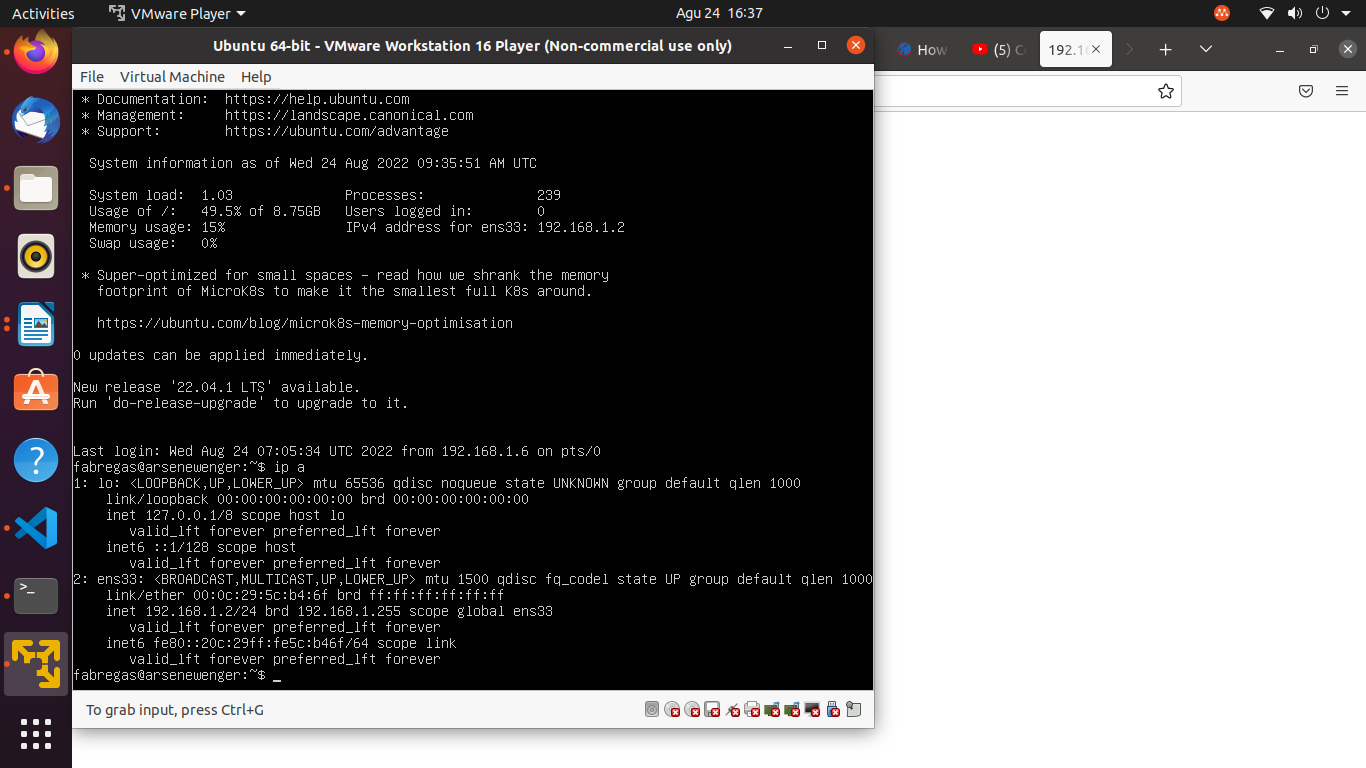 Activities
VMware Player
Agu 24 16:37
Ubuntu 64-bit - VMware Workstation 16 Player (Non-commercial use only)
How
(5)
192.16
File Virtual Machine Help
* Documentation: https://help.ubuntu.com
* Management: https://landscape.canonical.com
* Support: https://ubuntu.com/advantage
System information as of Wed 24 Aug 2022 09:35:51 AM UTC
System load: 1.03 Processes: 239
Usage of /: 49.5% of 8.75GB Users logged in: 0
Memory usage: 15% IPv4 address for ens33: 192.168.1.2
Swap usage: 0%
* Super-optimized for small spaces - read how we shrank the memory
footprint of MicroK8s to make it the smallest full K8s around.
https://ubuntu.com/blog/microk8s-memory-optimisation
0 updates can be applied immediately.
New release '22.04.1 LTS' available.
Run 'do-release-upgrade' to upgrade to it.
Last login: Wed Aug 24 07:05:34 UTC 2022 from 192.168.1.6 on pts/0
fabregas@arsenewenger:~$ ip a
1: lo: <LOOPBACK,UP,LOWER_UP> mtu 65536 qdisc noqueue state UNKNOWN group default qlen 1000
link/loopback 00:00:00:00:00:00 brd 00:00:00:00:00:00
inet 127.0.0.1/8 scope host lo
valid_lft forever preferred_lft forever
inet6 ::1/128 scope host
valid_lft forever preferred_lft forever
2: ens33: <BROADCAST,MULTICAST,UP,LOWER_UP> mtu 1500 qdisc fq_codel state UP group default qlen 1000
link/ether 00:0c:29:5c:b4:6f brd ff:ff:ff:ff:ff:ff
inet 192.168.1.2/24 brd 192.168.1.255 scope global ens33
valid_lft forever preferred_lft forever
inet6 fe80::20c:29ff:fe5c:b46f/64 scope link
valid_lft forever preferred_lft forever
fabregas@arsenewenger:~$ _
To grab input, press Ctrl+G